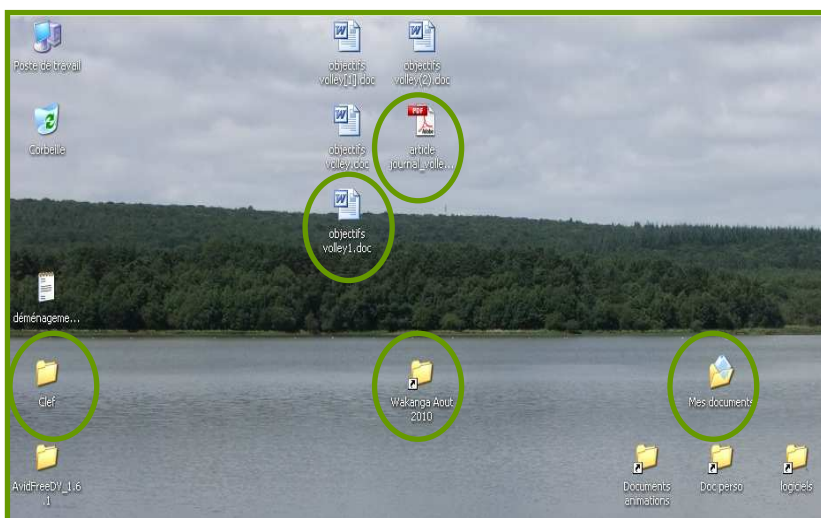 Poste de travail
objectifs
volley[1].doc
objectifs
volley(2).doc
Corbeille
objectifs
volley.doc
PDF
Adobe
article
journal_volle...
objectifs
volley1.doc
déménageme...
Clef
Wakanga Aout
2010
Mes documents
AvidFreeDV_1.6
.1
Documents
animations
Doc perso
logiciels